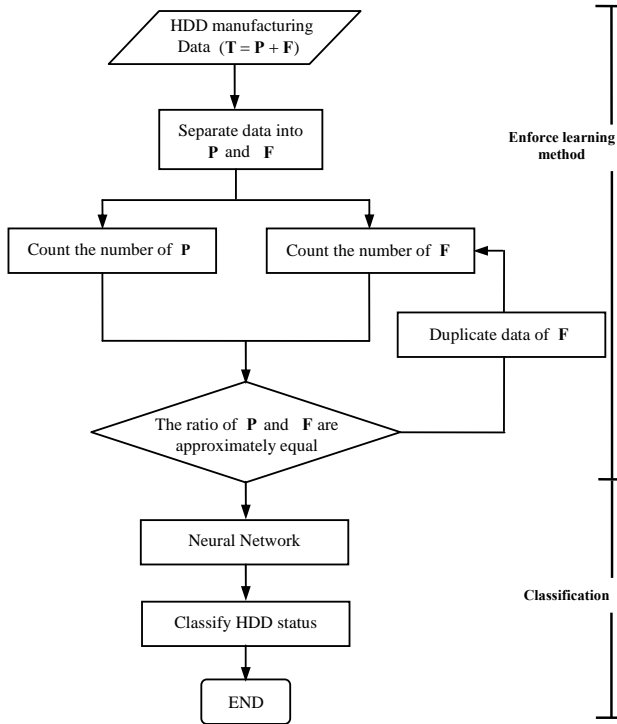 HDD manufacturing
Data (T = P + F)
Separate data into
P and F
Enforce learning
method
Count the number of P
Count the number of F
Duplicate data of F
The ratio of P and F are
approximately equal
Neural Network
Classification
Classify HDD status
END